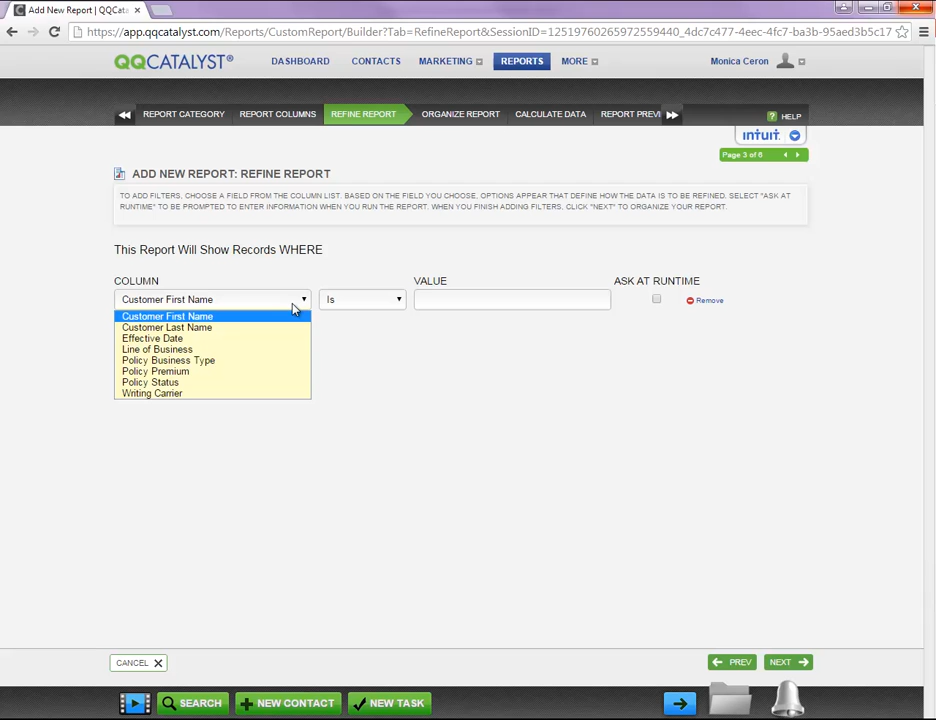 Add New Report | QQCat: ×
https://app.qqcatalyst.com/Reports/CustomReport/Builder?Tab=RefineReport&SessionID=12519760265972559440_4dc7c477-4eec-4fc7-ba3b-95aed3b5c17
QQCATALYST® DASHBOARD CONTACTS MARKETING REPORTS MORE Monica Ceron
REPORT CATEGORY REPORT COLUMNS REFINE REPORT ORGANIZE REPORT CALCULATE DATA REPORT PREVI ? HELP
intuit.
Page 3 of 6
ADD NEW REPORT: REFINE REPORT
TO ADD FILTERS, CHOOSE A FIELD FROM THE COLUMN LIST. BASED ON THE FIELD YOU CHOOSE, OPTIONS APPEAR THAT DEFINE HOW THE DATA IS TO BE REFINED. SELECT "ASK AT
RUNTIME" TO BE PROMPTED TO ENTER INFORMATION WHEN YOU RUN THE REPORT. WHEN YOU FINISH ADDING FILTERS, CLICK "NEXT" TO ORGANIZE YOUR REPORT.
This Report Will Show Records WHERE
COLUMN VALUE ASK AT RUNTIME
Customer First Name Is Remove
Customer First Name
Customer Last Name
Effective Date
Line of Business
Policy Business Type
Policy Premium
Policy Status
Writing Carrier
CANCEL PREV NEXT
SEARCH NEW CONTACT NEW TASK